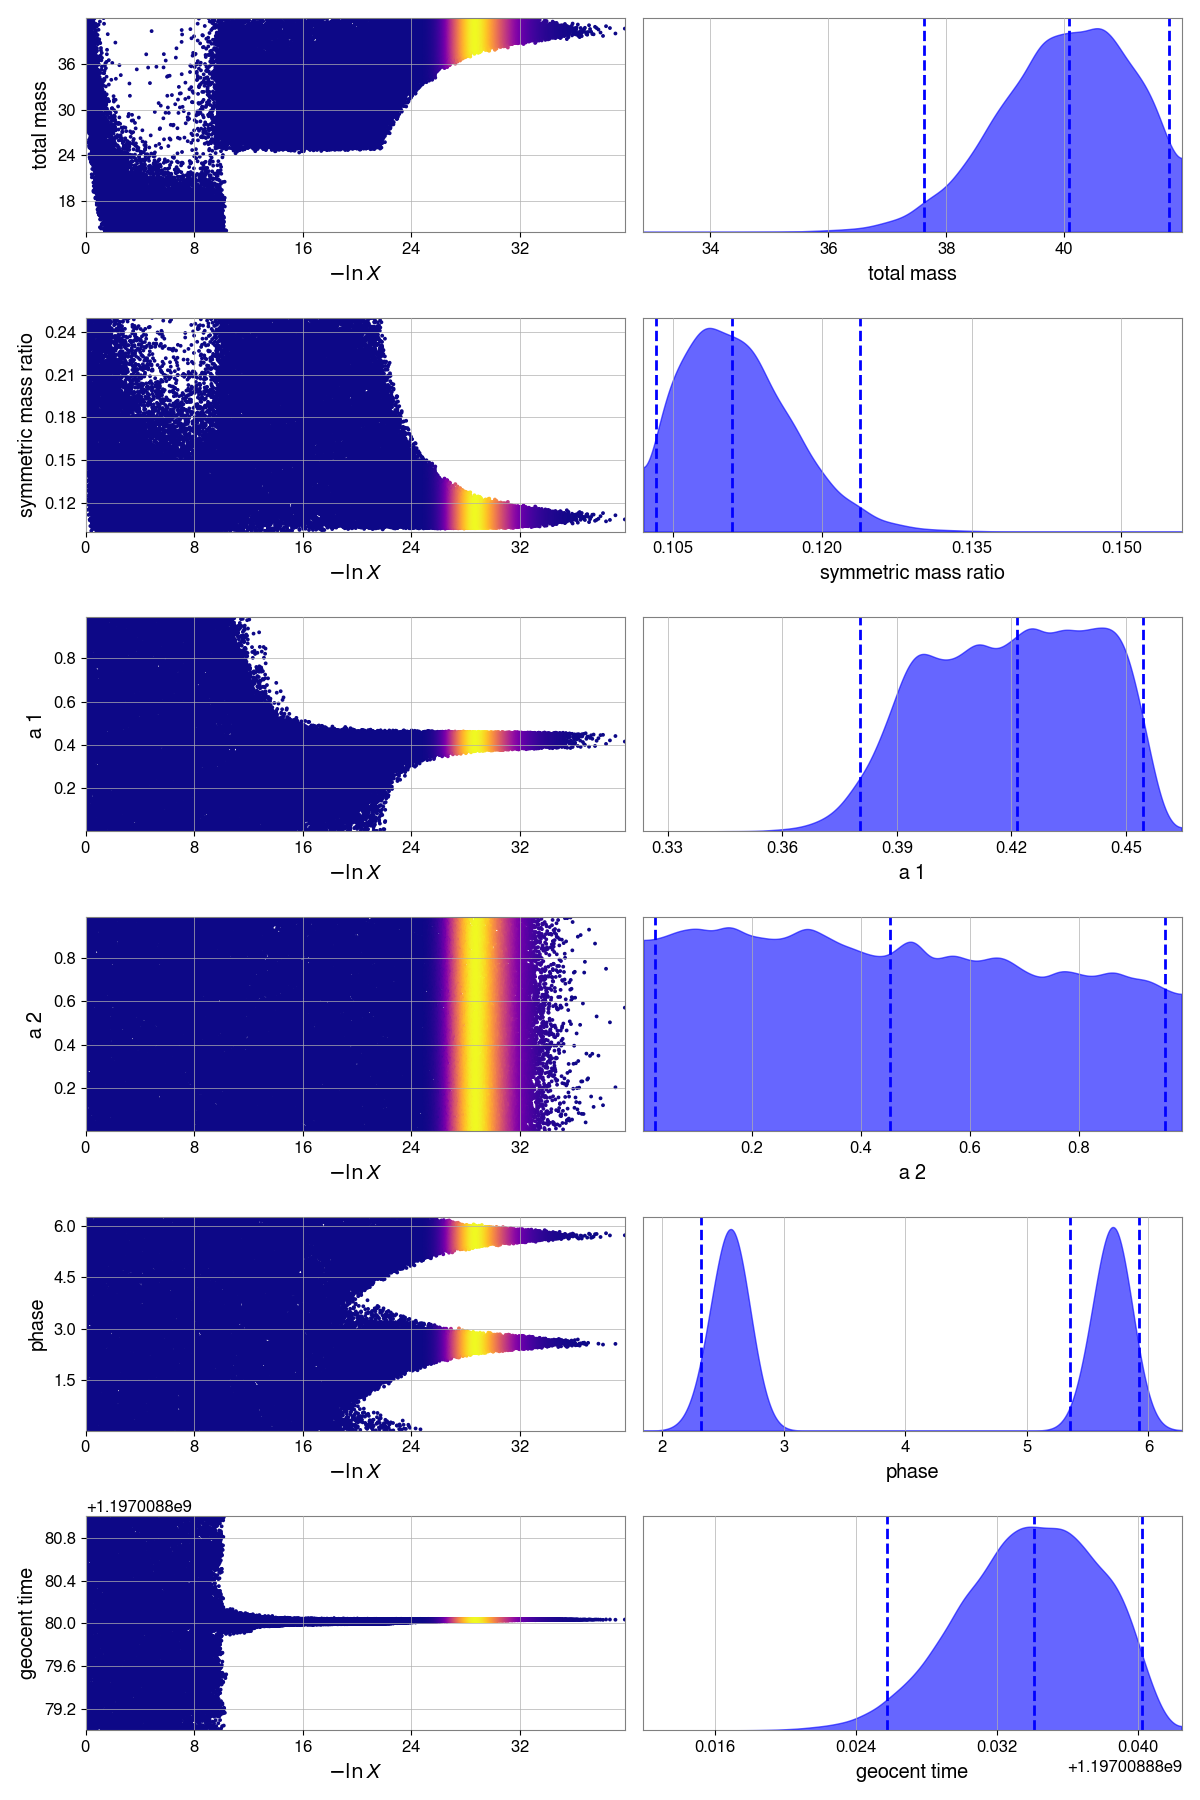 total mass
36
30
24
18
0 8 16 24 32
−ln X
34 36 38 40
total mass
symmetric mass ratio
0.24
0.21
0.18
0.15
0.12
0 8 16 24 32
−ln X
0.105 0.120 0.135 0.150
symmetric mass ratio
a 1
0.8
0.6
0.4
0.2
0 8 16 24 32
−ln X
0.33 0.36 0.39 0.42 0.45
a 1
a 2
0.8
0.6
0.4
0.2
0 8 16 24 32
−ln X
0.2 0.4 0.6 0.8
a 2
phase
6.0
4.5
3.0
1.5
0 8 16 24 32
−ln X
2 3 4 5 6
phase
+1.1970088e9
geocent time
80.8
80.4
80.0
79.6
79.2
0 8 16 24 32
−ln X
0.016 0.024 0.032 0.040
+1.19700888e9
geocent time